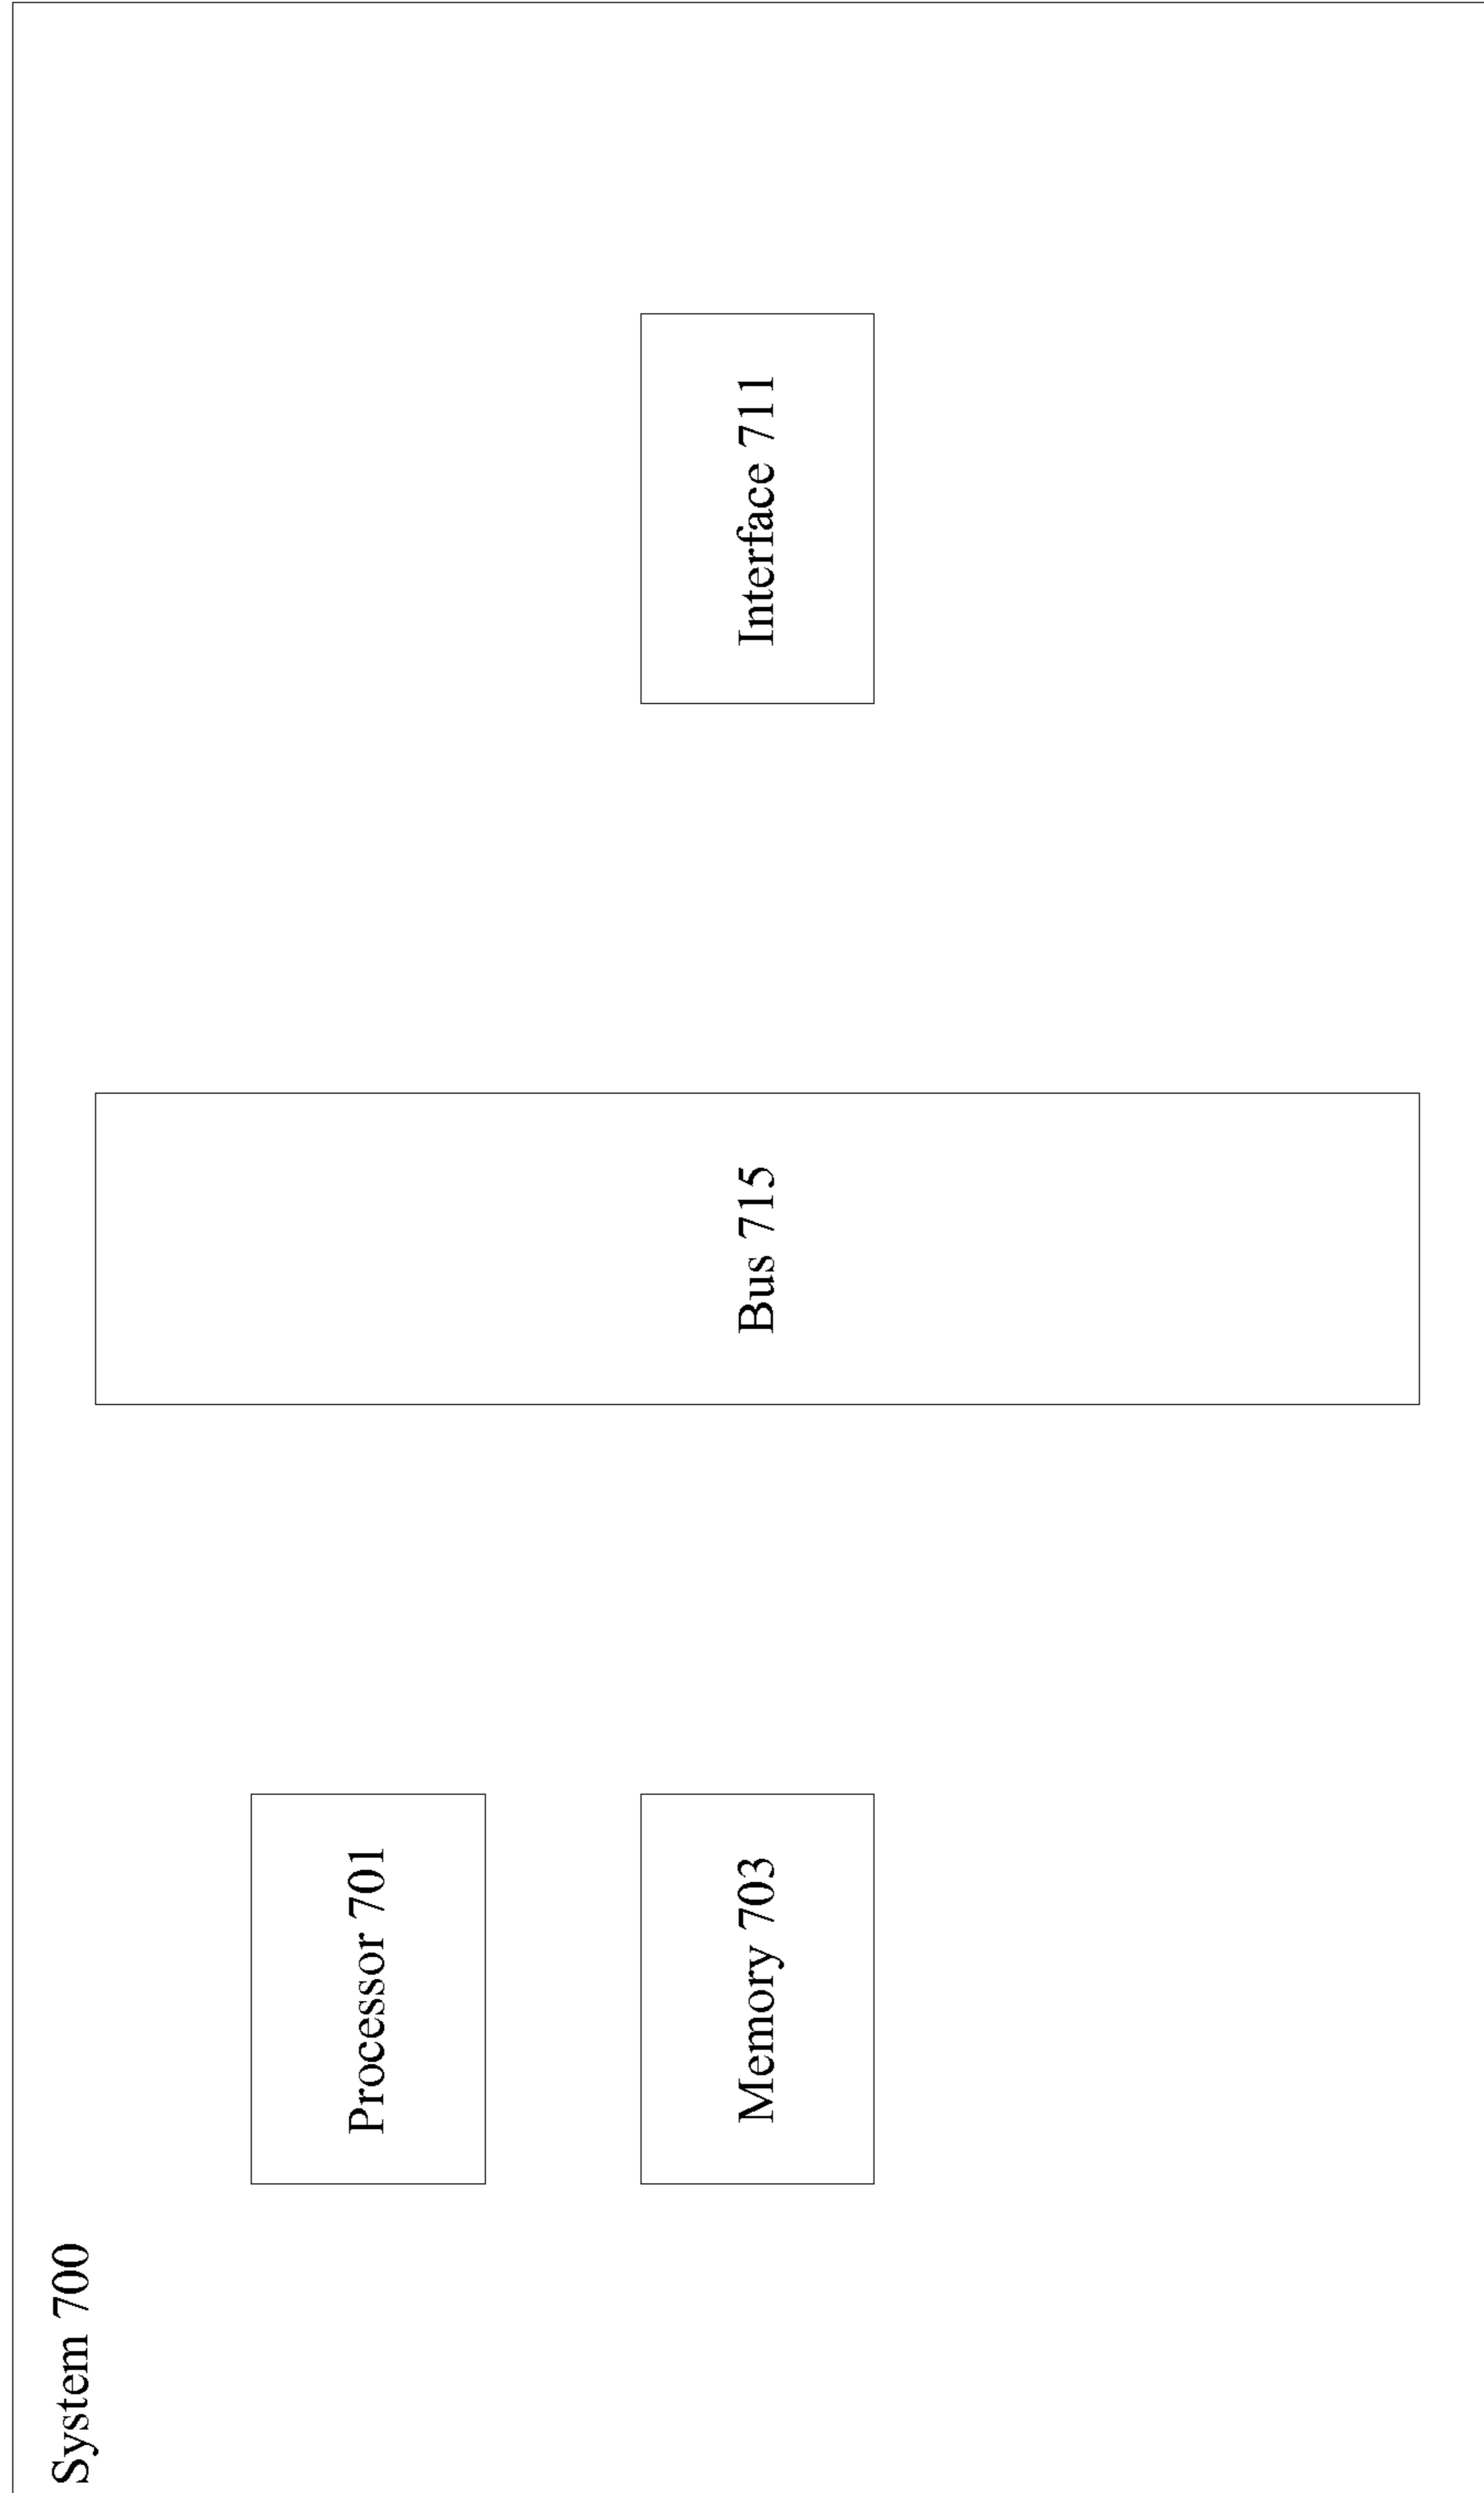 System 700
Processor 701
Memory 703
Bus 715
Interface 711